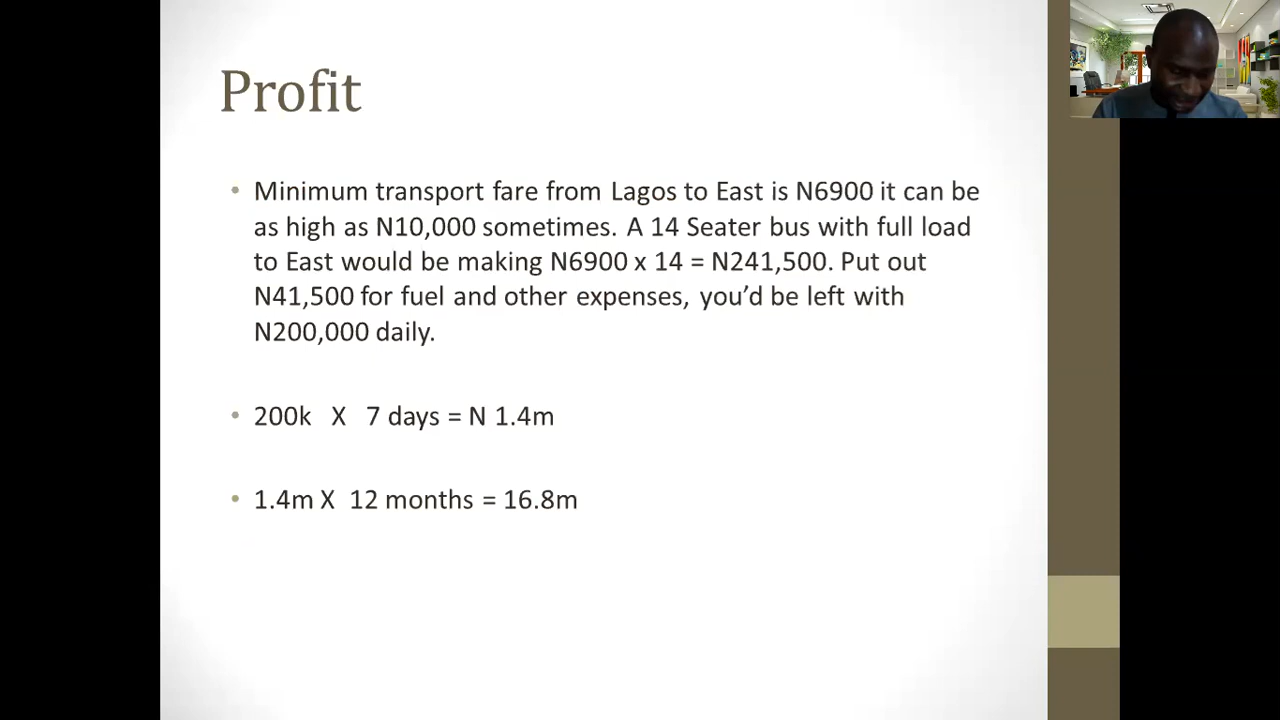 Profit
• Minimum transport fare from Lagos to East is N6900 it can be
as high as N10,000 sometimes. A 14 Seater bus with full load
to East would be making N6900 x 14 = N241,500. Put out
N41,500 for fuel and other expenses, you’d be left with
N200,000 daily.
• 200k X 7 days = N 1.4m
• 1.4m X 12 months = 16.8m